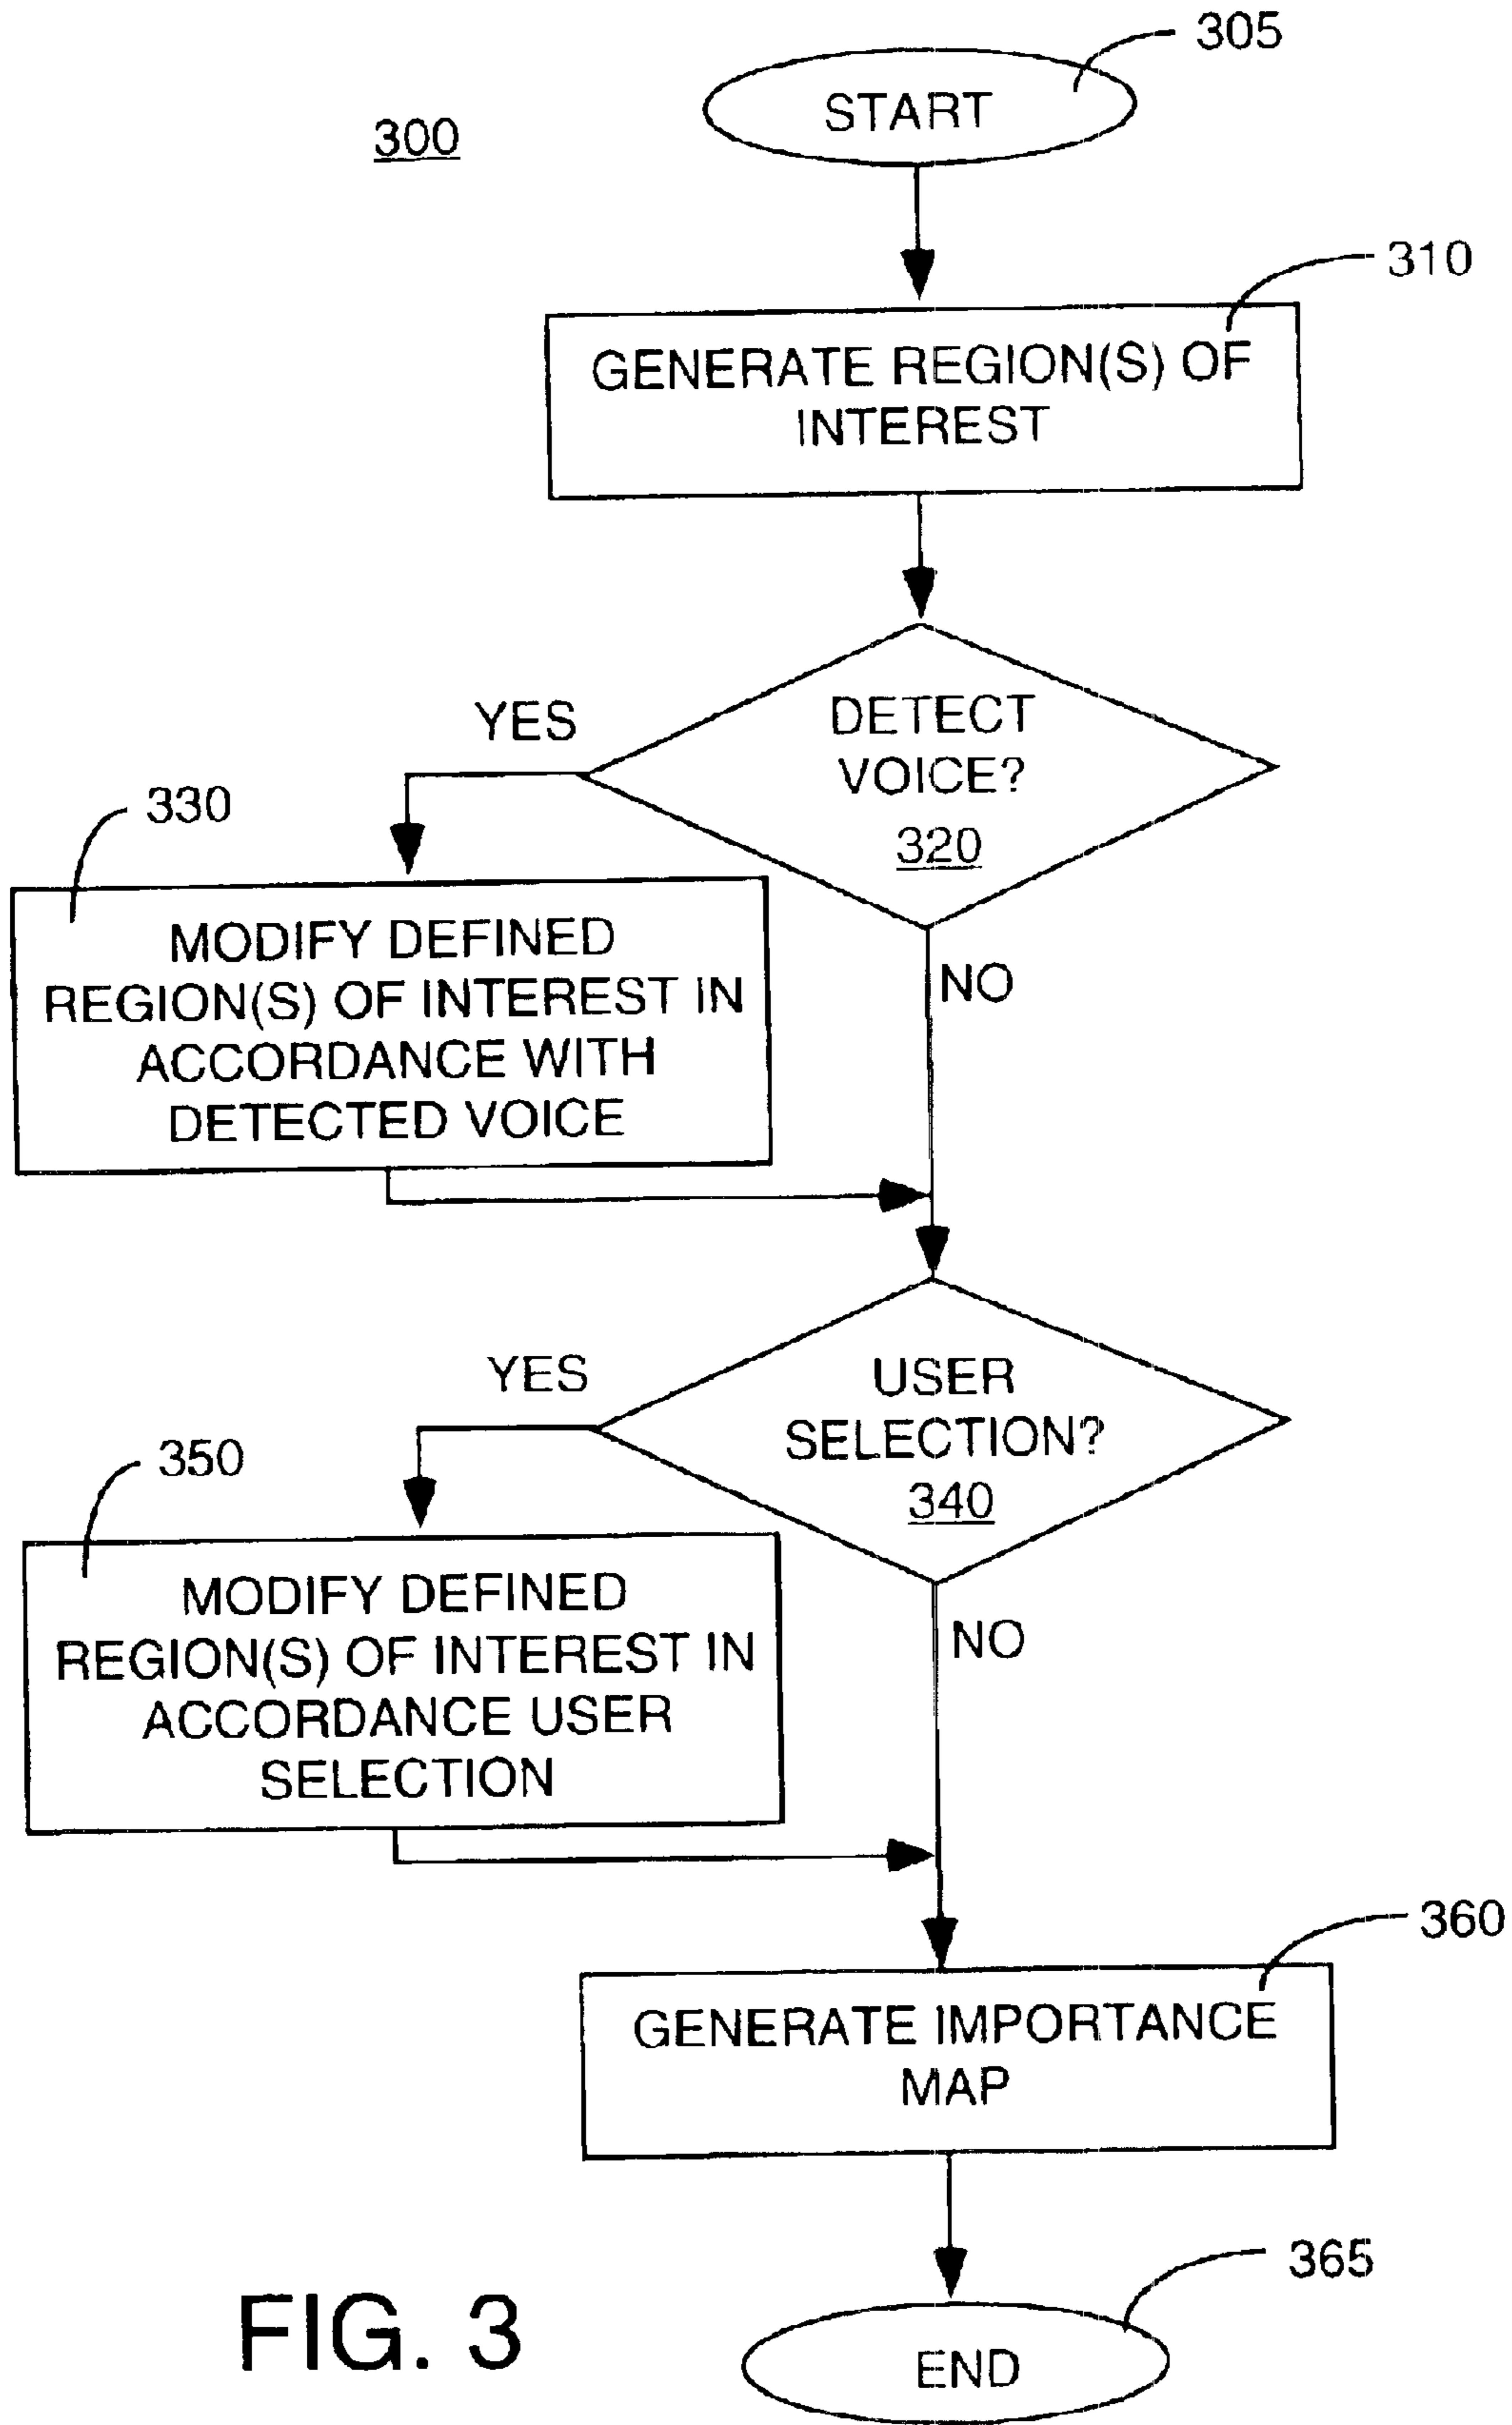 305
START
300
310
GENERATE REGION(S) OF
INTEREST
YES
DETECT
VOICE?
320
330
MODIFY DEFINED
REGION(S) OF INTEREST IN
ACCORDANCE WITH
DETECTED VOICE
NO
YES
USER
SELECTION?
340
350
MODIFY DEFINED
REGION(S) OF INTEREST IN
ACCORDANCE USER
SELECTION
NO
360
GENERATE IMPORTANCE
MAP
365
END
FIG. 3